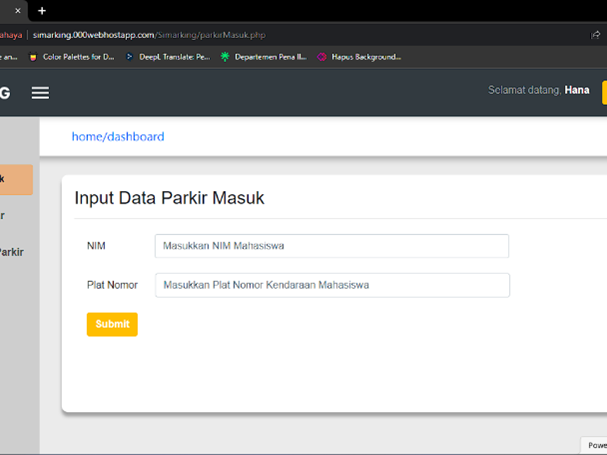 ahaya simarking.000webhostapp.com/Simarking/parkirMasuk.php
e an... Color Palettes for D... DeepL Translate: Pe... Departemen Pena Il... Hapus Background...
G Selamat datang, Hana
home/dashboard
k
r
Parkir
Input Data Parkir Masuk
NIM Masukkan NIM Mahasiswa
Plat Nomor Masukkan Plat Nomor Kendaraan Mahasiswa
Submit
Powe